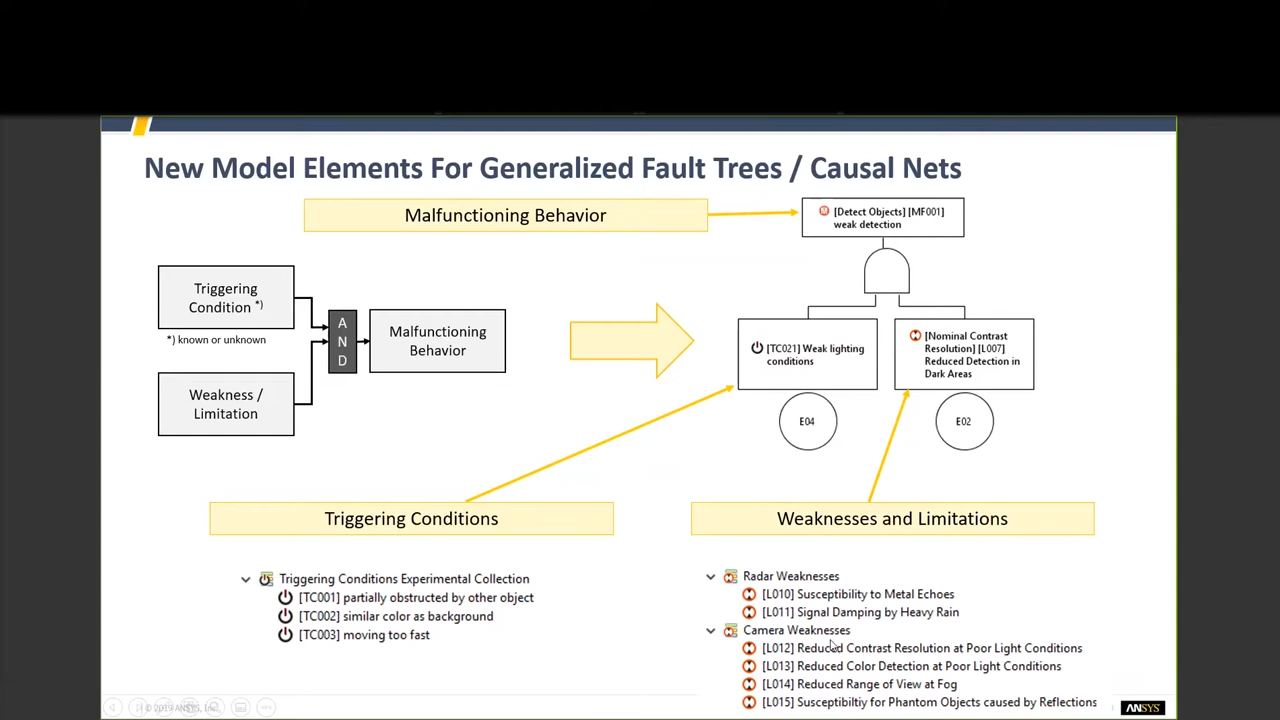 New Model Elements For Generalized Fault Trees / Causal Nets
Malfunctioning Behavior
[Detect Objects] [MF001]
weak detection
Triggering
Condition *)
*) known or unknown
Weakness /
Limitation
A
N
D
Malfunctioning
Behavior
[TC021] Weak lighting
conditions
[Nominal Contrast
Resolution] [L007]
Reduced Detection in
Dark Areas
E04
E02
Triggering Conditions
Weaknesses and Limitations
Triggering Conditions Experimental Collection
[TC001] partially obstructed by other object
[TC002] similar color as background
[TC003] moving too fast
Radar Weaknesses
[L010] Susceptibility to Metal Echoes
[L011] Signal Damping by Heavy Rain
Camera Weaknesses
[L012] Reduced Contrast Resolution at Poor Light Conditions
[L013] Reduced Color Detection at Poor Light Conditions
[L014] Reduced Range of View at Fog
[L015] Susceptibiltiy for Phantom Objects caused by Reflections
© 2019 ANSYS, Inc.
ANSYS